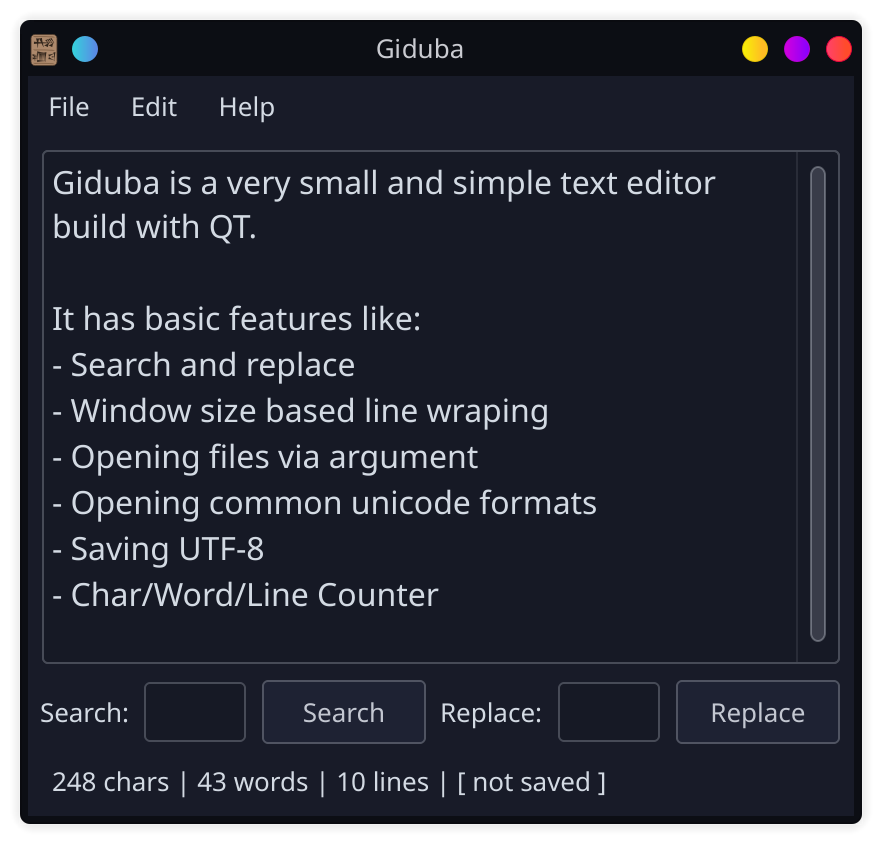 Giduba
File Edit Help
Giduba is a very small and simple text editor
build with QT.
It has basic features like:
- Search and replace
- Window size based line wraping
- Opening files via argument
- Opening common unicode formats
- Saving UTF-8
- Char/Word/Line Counter
Search: Search Replace: Replace
248 chars | 43 words | 10 lines | [ not saved ]